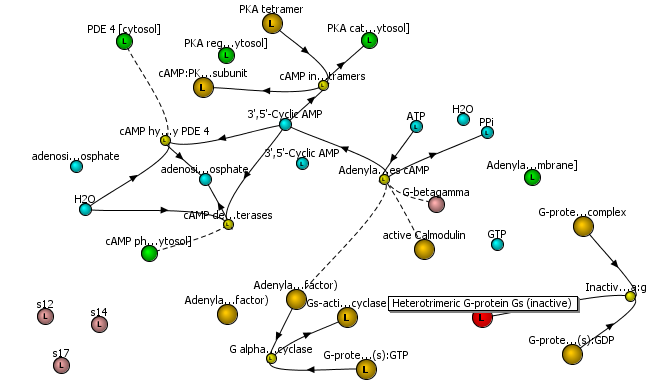 PKA tetramer
PDE 4 [cytosol]
PKA cat...ytosol]
PKA reg...ytosol]
cAMP:PK...subunit
cAMP in...tramers
3',5'-Cyclic AMP
ATP
H2O
PPi
cAMP hy...y PDE 4
adenosi...osphate
adenosi...osphate
3',5'-Cyclic AMP
Adenyla...es cAMP
Adenyla...mbrane]
H2O
G-betagamma
cAMP de...terases
G-prote...complex
cAMP ph...ytosol]
active Calmodulin
GTP
Adenyla...factor)
Inactiv...a:g
Adenyla...factor)
Gs-acti...cyclase
Heterotrimeric G-protein Gs (inactive)
s12
s14
G-prote...(s):GDP
G alpha...cyclase
G-prote...(s):GTP
s17